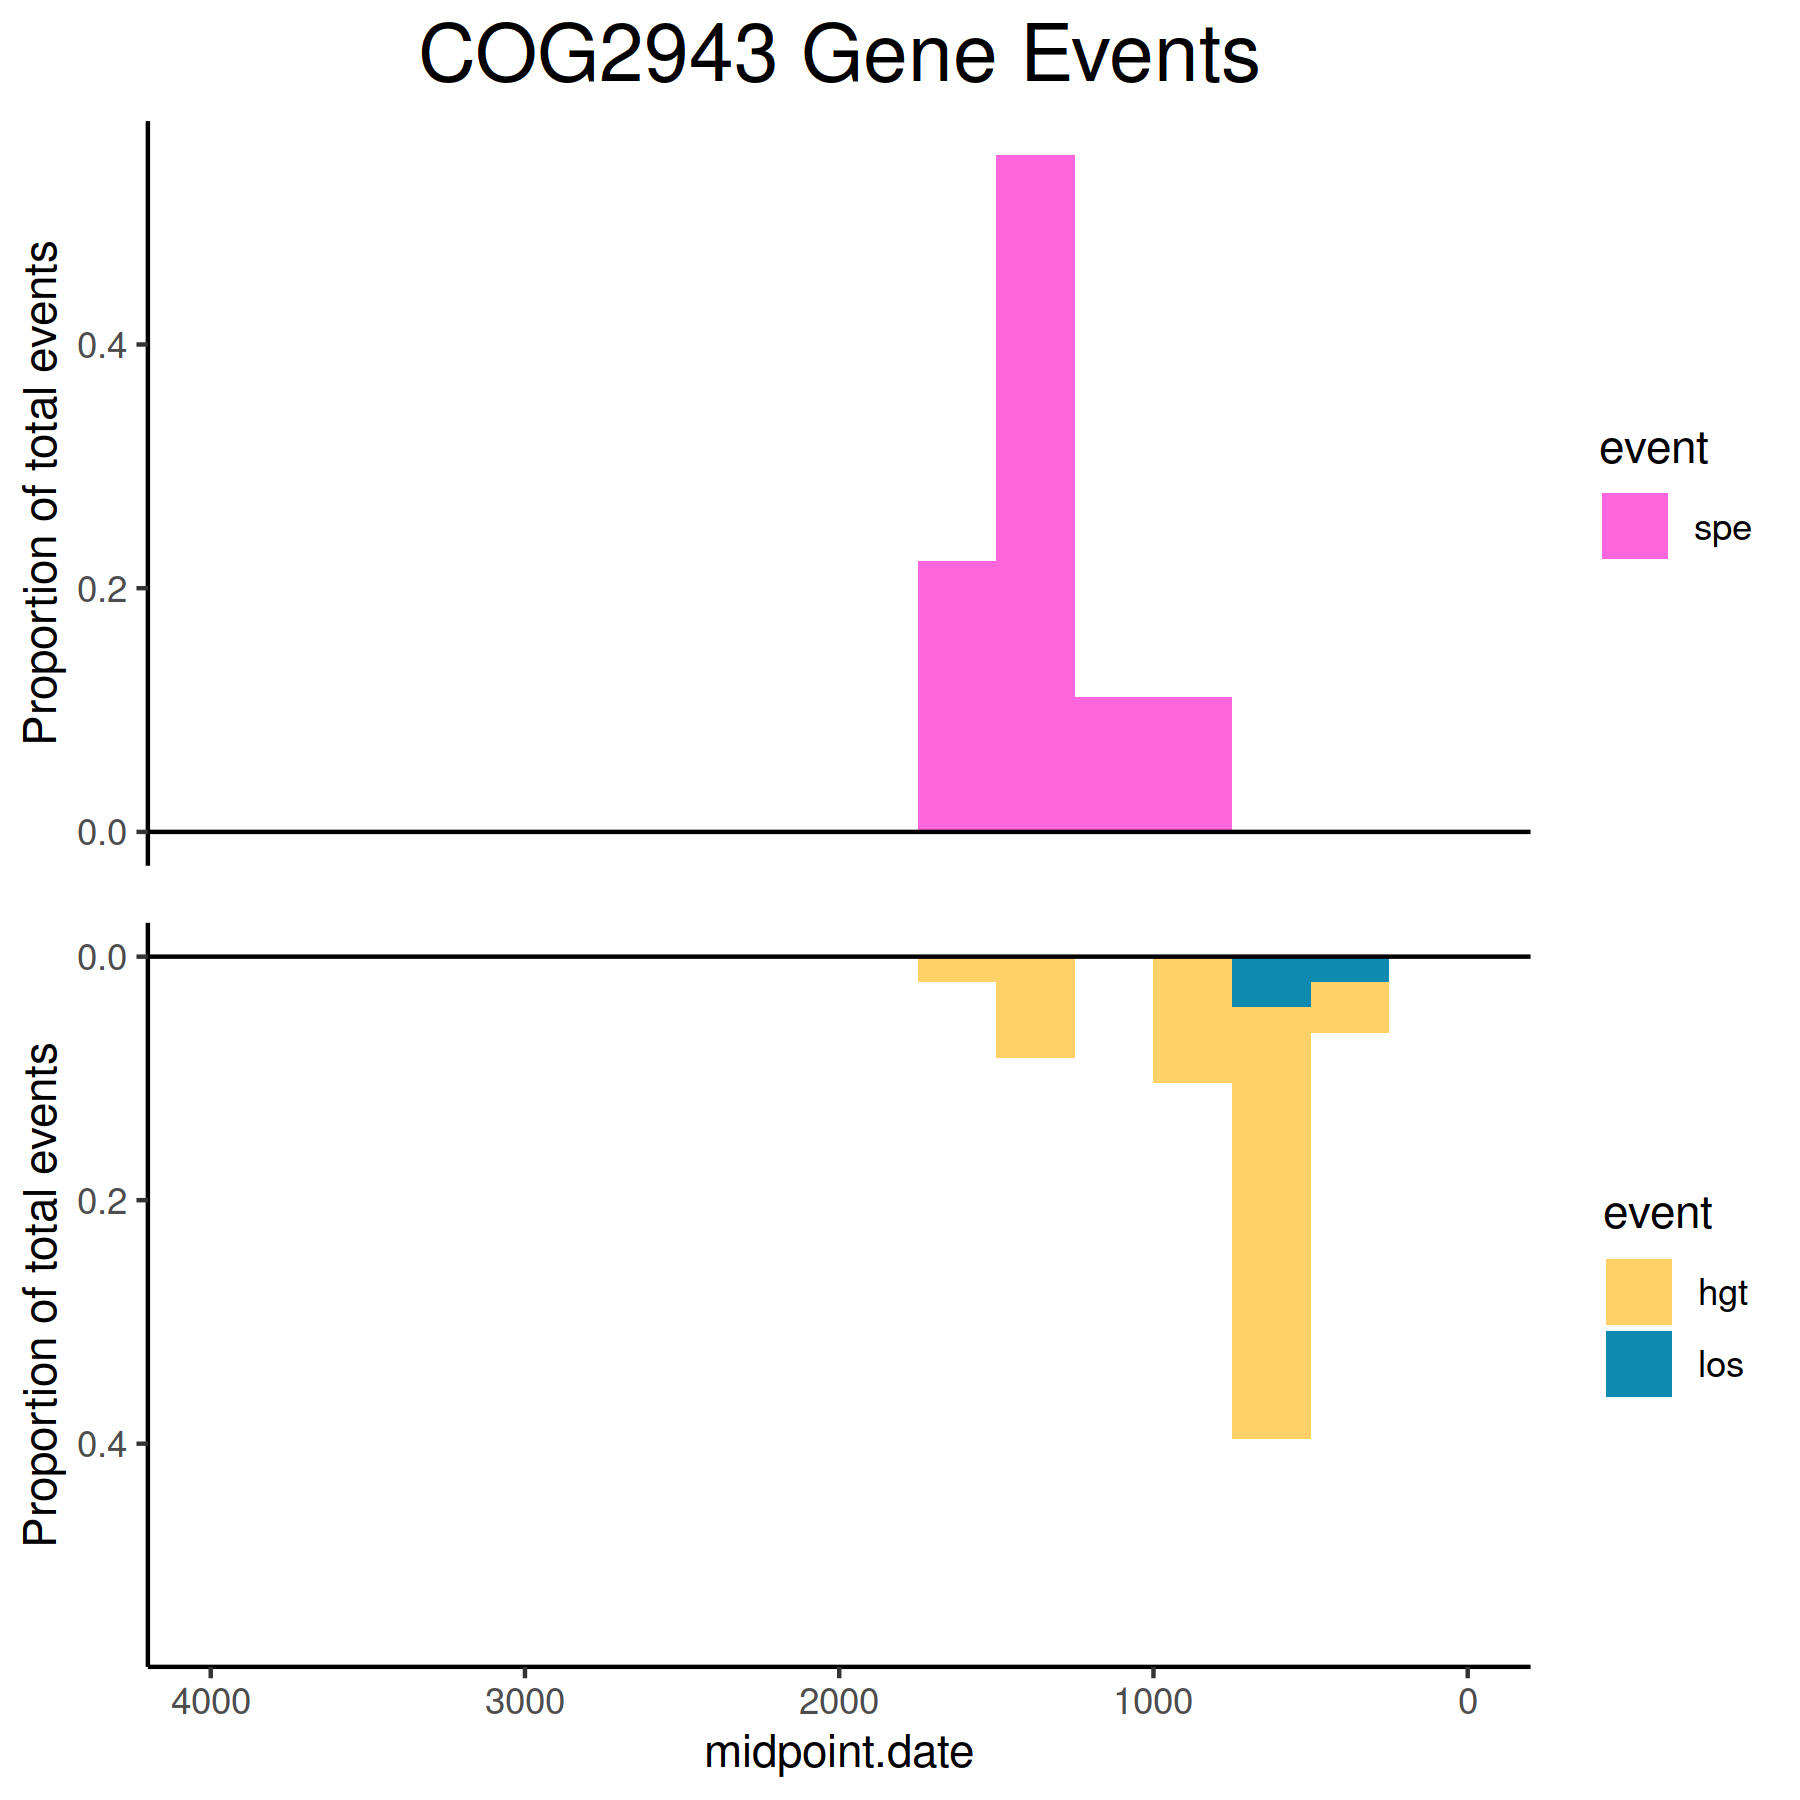 COG2943 Gene Events
Proportion of total events
0.4
0.2
0.0
event
spe
Proportion of total events
0.0
0.2
0.4
event
hgt
los
4000 3000 2000 1000 0
midpoint.date